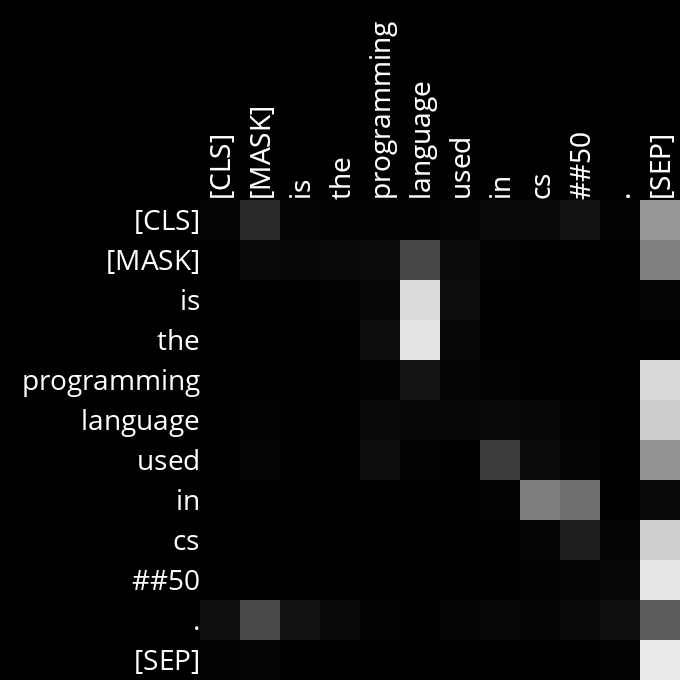 [CLS]
[MASK]
is
the
programming
language
used
in
cs
##50
.
[SEP]
[CLS]
[MASK]
is
the
programming
language
used
in
cs
##50
.
[SEP]